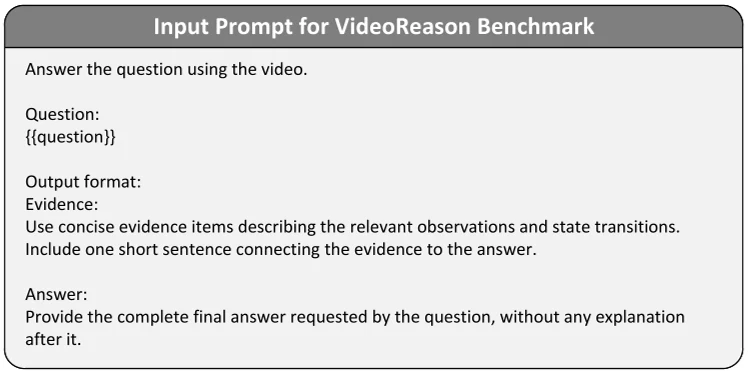 Input Prompt for VideoReason Benchmark
Answer the question using the video.
Question:
{{question}}
Output format:
Evidence:
Use concise evidence items describing the relevant observations and state transitions.
Include one short sentence connecting the evidence to the answer.
Answer:
Provide the complete final answer requested by the question, without any explanation
after it.